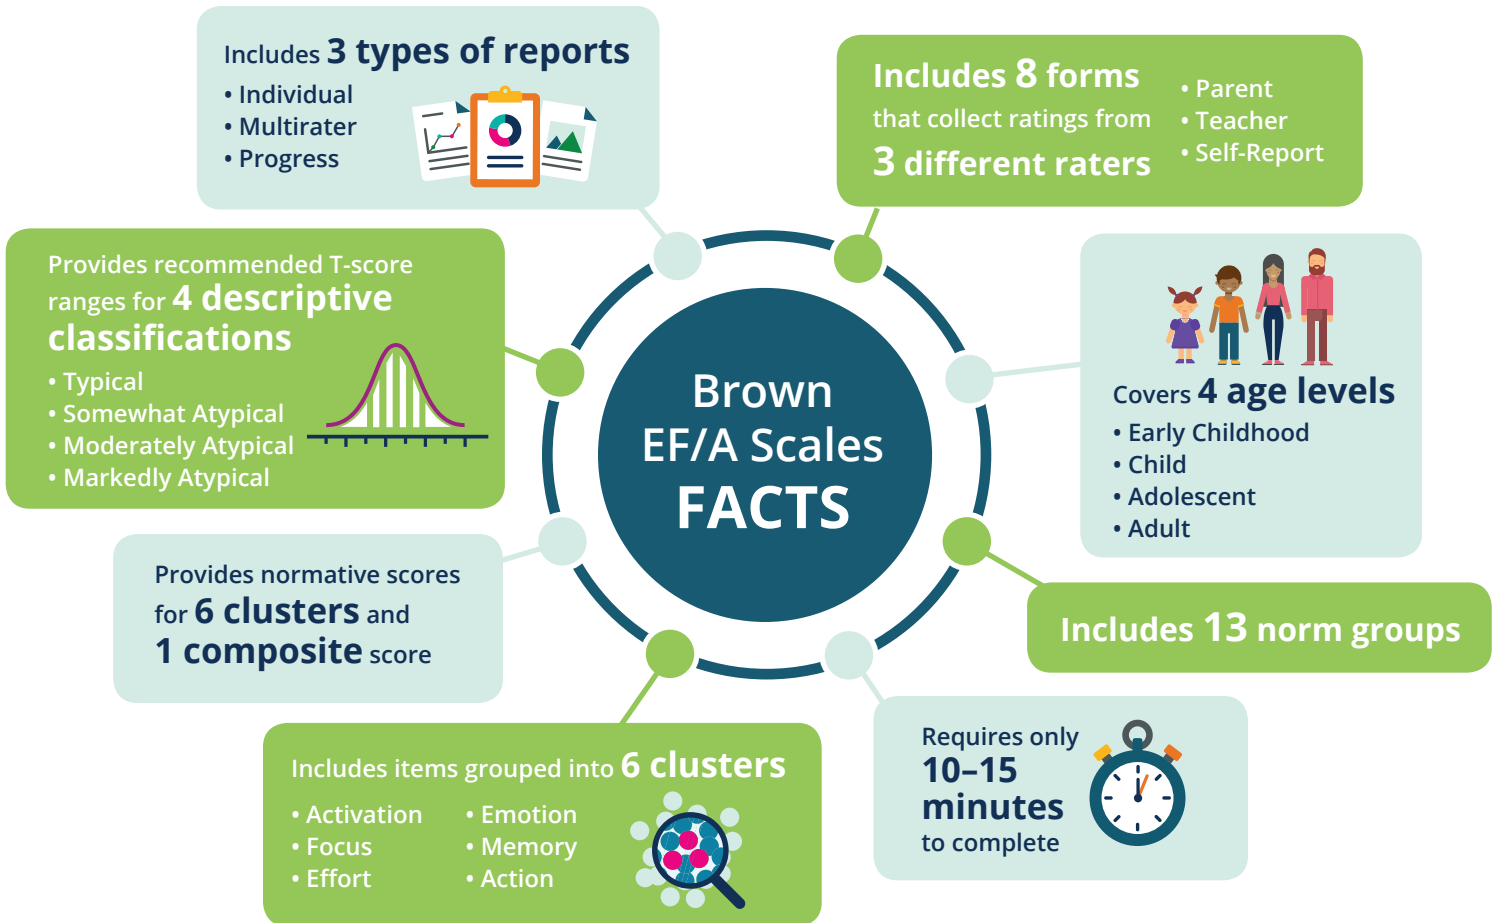 Includes 3 types of reports
• Individual
• Multirater
• Progress
Includes 8 forms
that collect ratings from
3 different raters
• Parent
• Teacher
• Self-Report
Provides recommended T-score
ranges for 4 descriptive
classifications
• Typical
• Somewhat Atypical
• Moderately Atypical
• Markedly Atypical
Brown
EF/A Scales
FACTS
Covers 4 age levels
• Early Childhood
• Child
• Adolescent
• Adult
Provides normative scores
for 6 clusters and
1 composite score
Includes 13 norm groups
Includes items grouped into 6 clusters
• Activation
• Focus
• Effort
• Emotion
• Memory
• Action
Requires only
10–15
minutes
to complete